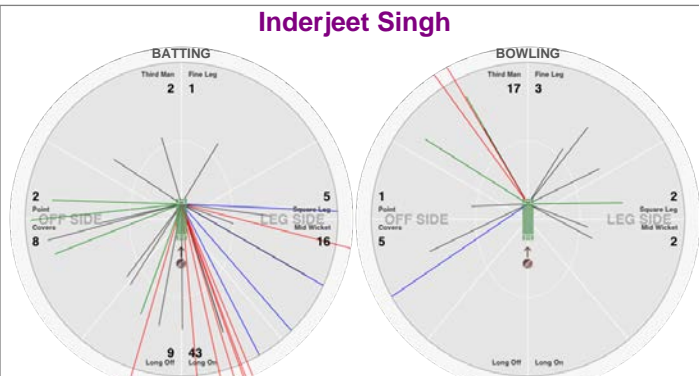 Inderjeet Singh
BATTING
Third Man Fine Leg
2 1
2
Point
OFF SIDE
Covers
8
5
Square Leg
LEG SIDE
Mid Wicket
16
9 43
Long Off Long On
BOWLING
Third Man Fine Leg
17 3
1
Point
OFF SIDE
Covers
5
2
Square Leg
LEG SIDE
Mid Wicket
2
Long Off Long On